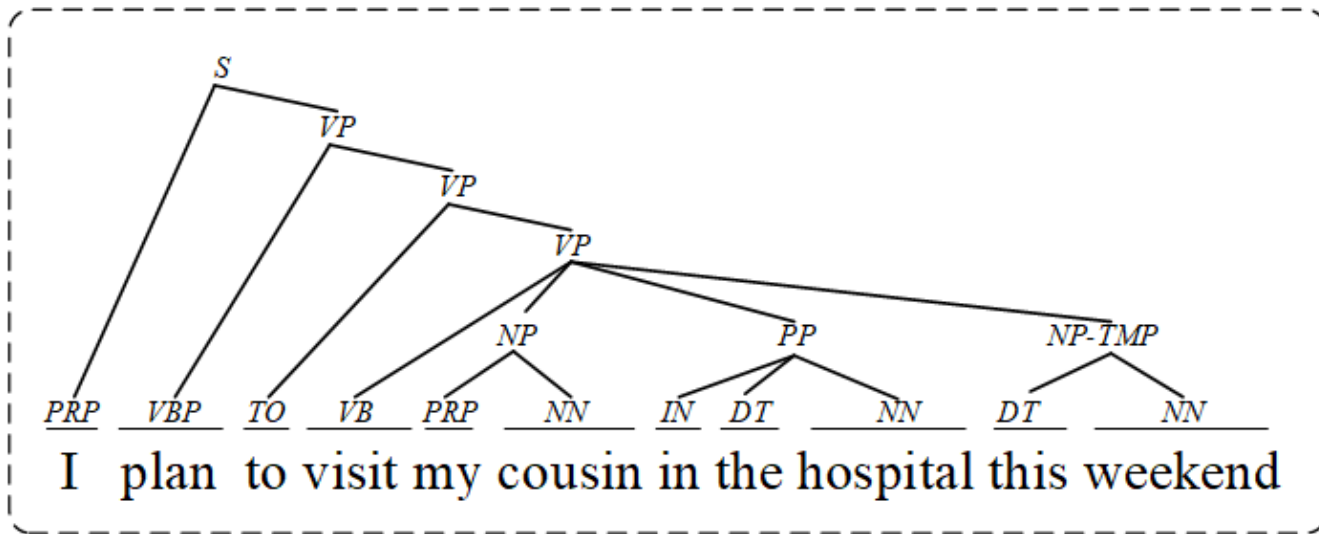 S
VP
VP
VP
NP PP NP-TMP
PRP VBP TO VB PRP NN IN DT NN DT NN
I plan to visit my cousin in the hospital this weekend